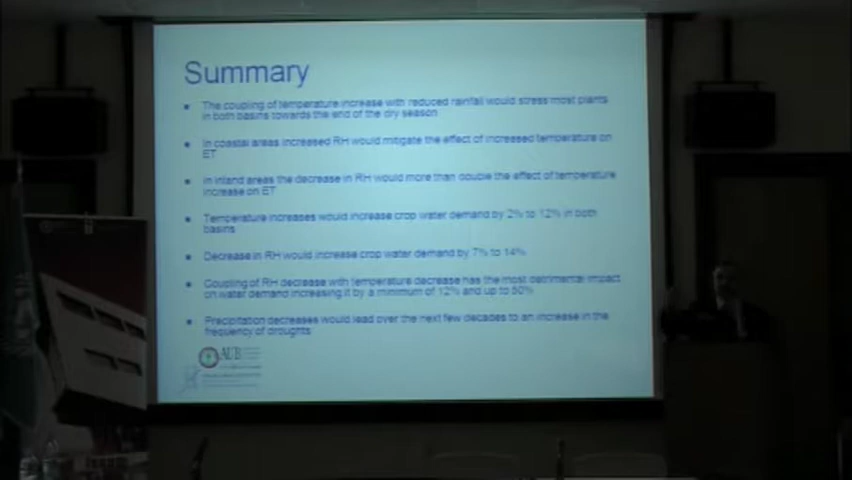 Summary
The coupling of temperature increase with reduced rainfall would stress most plants
in both basins towards the end of the dry season
In coastal areas increased RH would mitigate the effect of increased temperature on
ET
In inland areas the decrease in RH would more than double the effect of temperature
increase on ET
Temperature increases would increase crop water demand by 2% to 12% in both
basins
Decrease in RH would increase crop water demand by 7% to 14%
Coupling of RH decrease with temperature decrease has the most detrimental impact
on water demand increasing it by a minimum of 12% and up to 50%
Precipitation decreases would lead over the next few decades to an increase in the
frequency of droughts
AUB